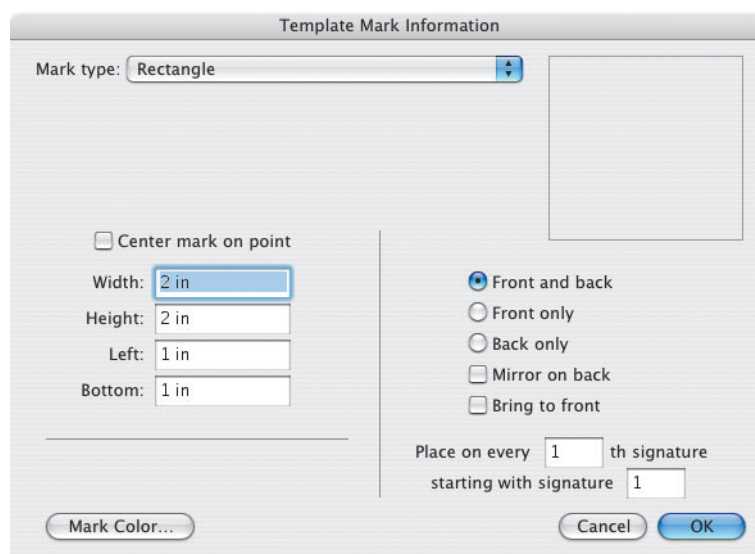 Template Mark Information
Mark type: Rectangle
Center mark on point
Width: 2 in
Height: 2 in
Left: 1 in
Bottom: 1 in
Front and back
Front only
Back only
Mirror on back
Bring to front
Place on every 1 th signature
starting with signature 1
Mark Color...
Cancel
OK